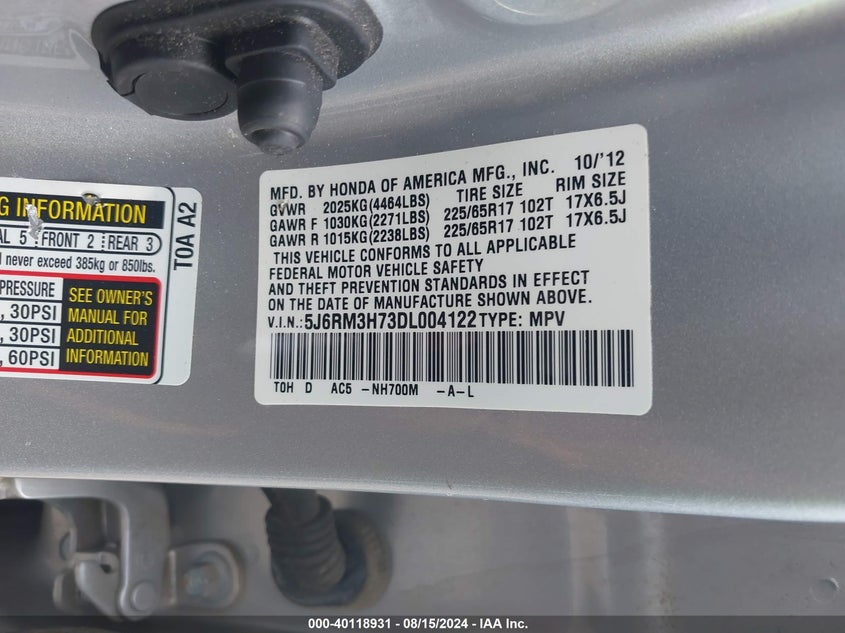 MFD. BY HONDA OF AMERICA MFG., INC. 10/'12
GVWR 2025KG(4464LBS) TIRE SIZE RIM SIZE
GAWR F 1030KG(2271LBS) 225/65R17 102T 17X6.5J
GAWR R 1015KG(2238LBS) 225/65R17 102T 17X6.5J
THIS VEHICLE CONFORMS TO ALL APPLICABLE
FEDERAL MOTOR VEHICLE SAFETY
AND THEFT PREVENTION STANDARDS IN EFFECT
ON THE DATE OF MANUFACTURE SHOWN ABOVE.
V.I.N.: 5J6RM3H73DL004122 TYPE: MPV
T0H D AC5 -NH700M -A-L
G INFORMATION
AL 5 FRONT 2 REAR 3
never exceed 385kg or 850lbs.
PRESSURE
, 30PSI
, 30PSI
, 60PSI
SEE OWNER'S
MANUAL FOR
ADDITIONAL
INFORMATION
T0A A2
000-40118931 - 08/15/2024 - IAA Inc.